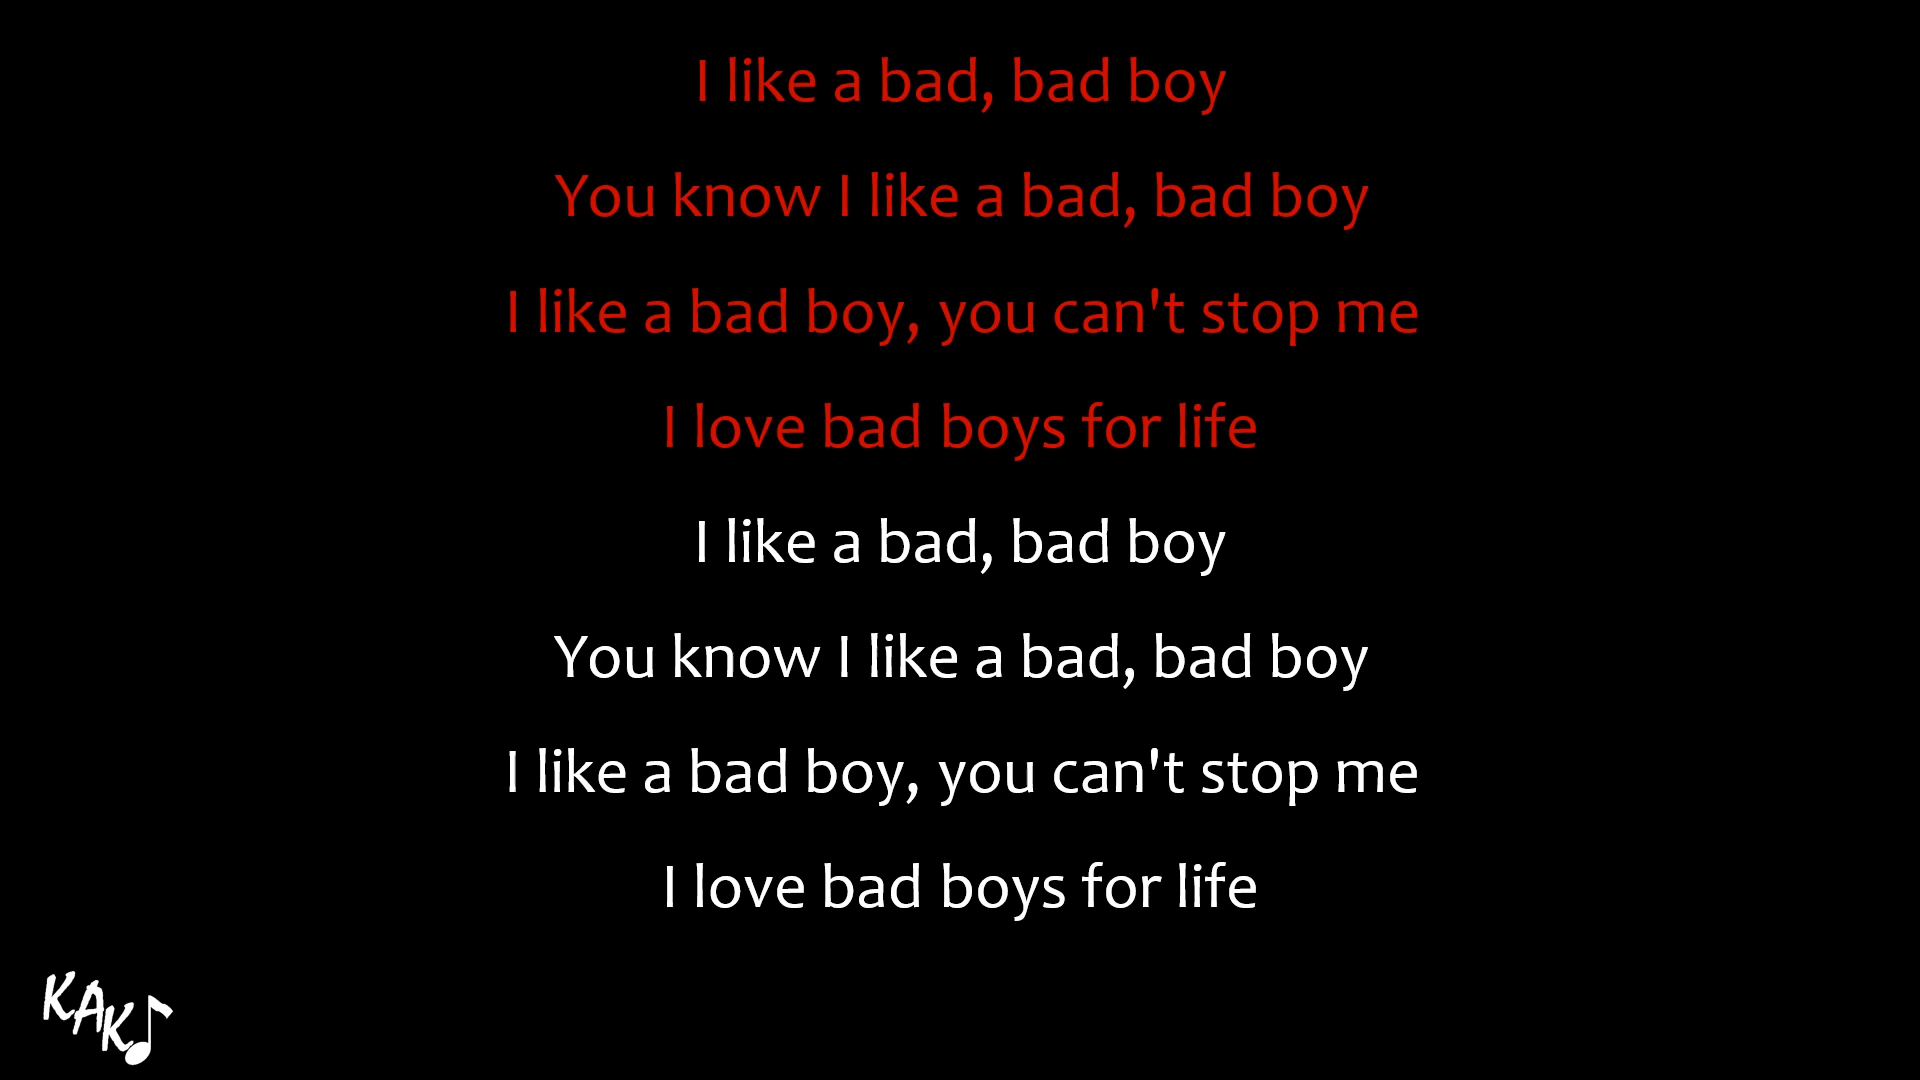 I like a bad, bad boy
You know I like a bad, bad boy
I like a bad boy, you can't stop me
I love bad boys for life
I like a bad, bad boy
You know I like a bad, bad boy
I like a bad boy, you can't stop me
I love bad boys for life
KAK